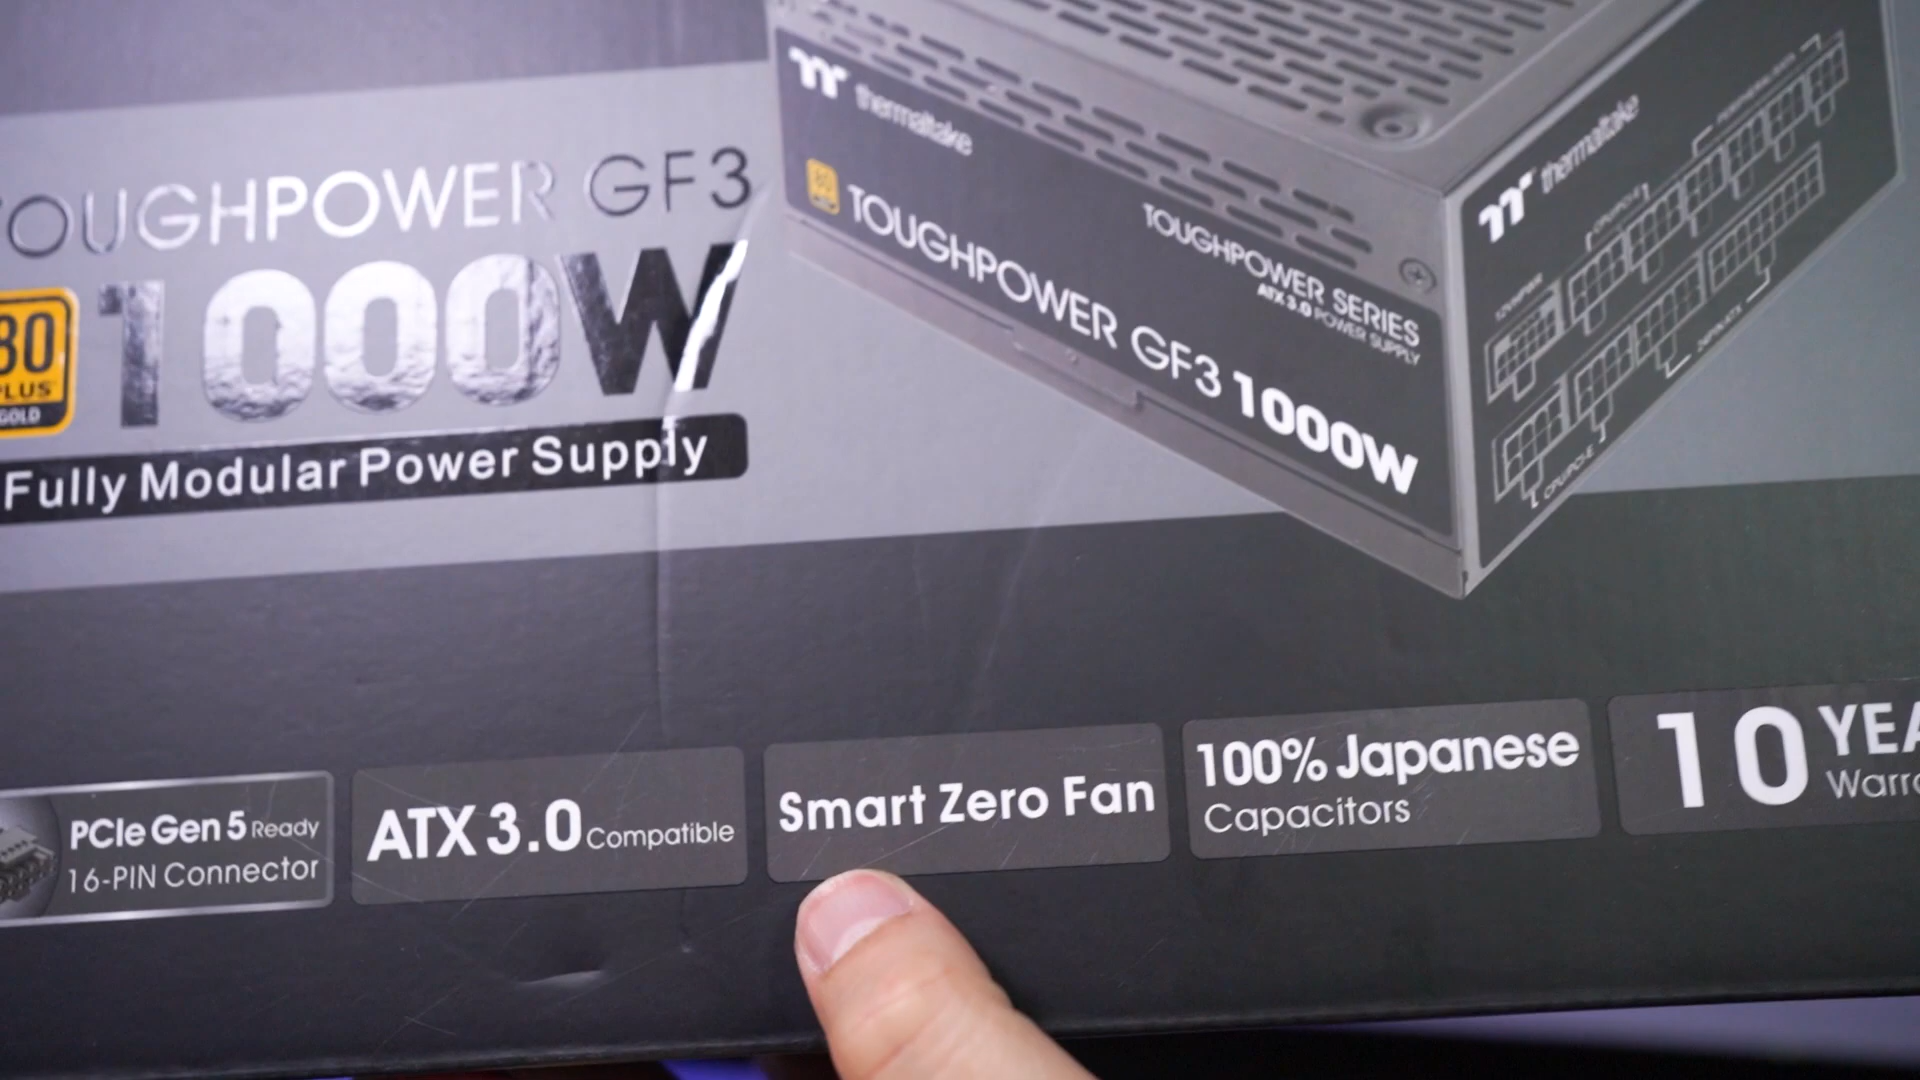 OUGHPOWER GF3
80
PLUS
GOLD
1000W
Fully Modular Power Supply
thermaltake
80
TOUGHPOWER GF3 1000W
TOUGHPOWER SERIES
ATX 3.0 POWER SUPPLY
thermaltake
PCIe Gen 5 Ready
16-PIN Connector
ATX 3.0 Compatible
Smart Zero Fan
100% Japanese
Capacitors
10 YEA
Warra